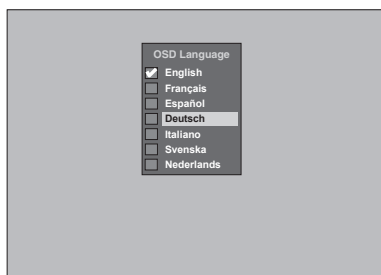 OSD Language
English
Français
Español
Deutsch
Italiano
Svenska
Nederlands